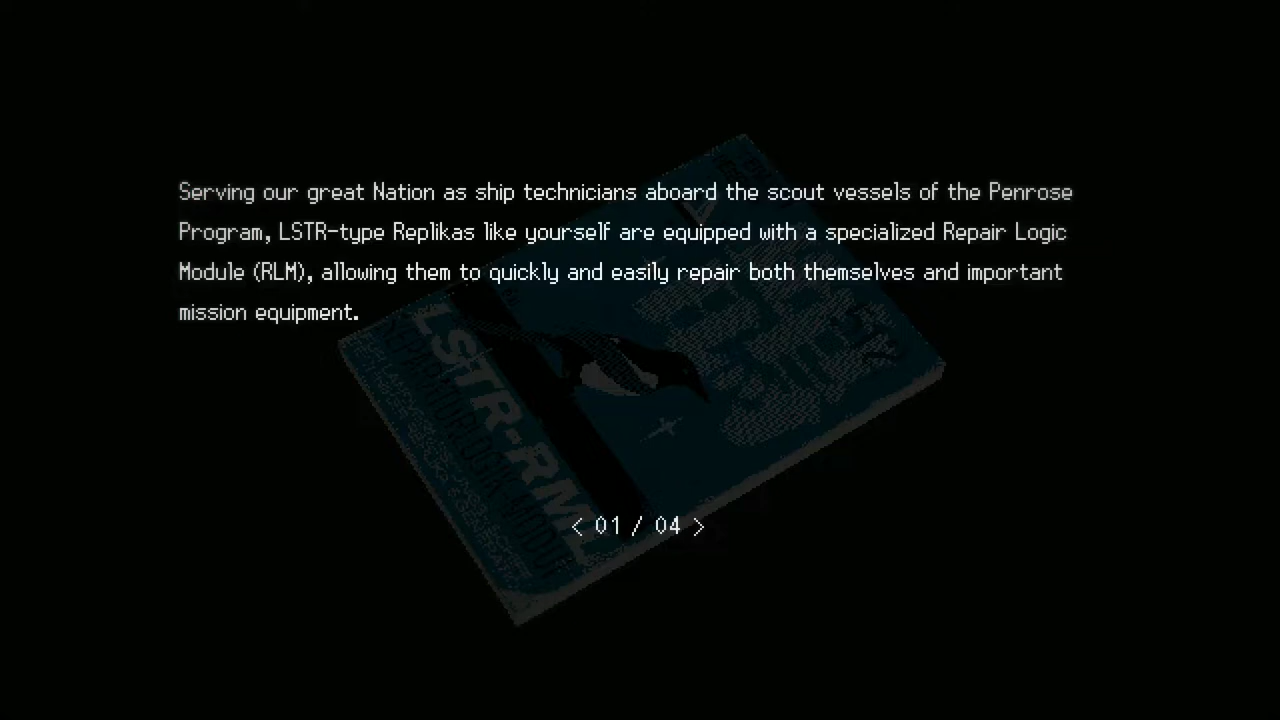 Serving our great Nation as ship technicians aboard the scout vessels of the Penrose
Program, LSTR-type Replikas like yourself are equipped with a specialized Repair Logic
Module (RLM), allowing them to quickly and easily repair both themselves and important
mission equipment.
LSTR-RML
< 01 / 04 >